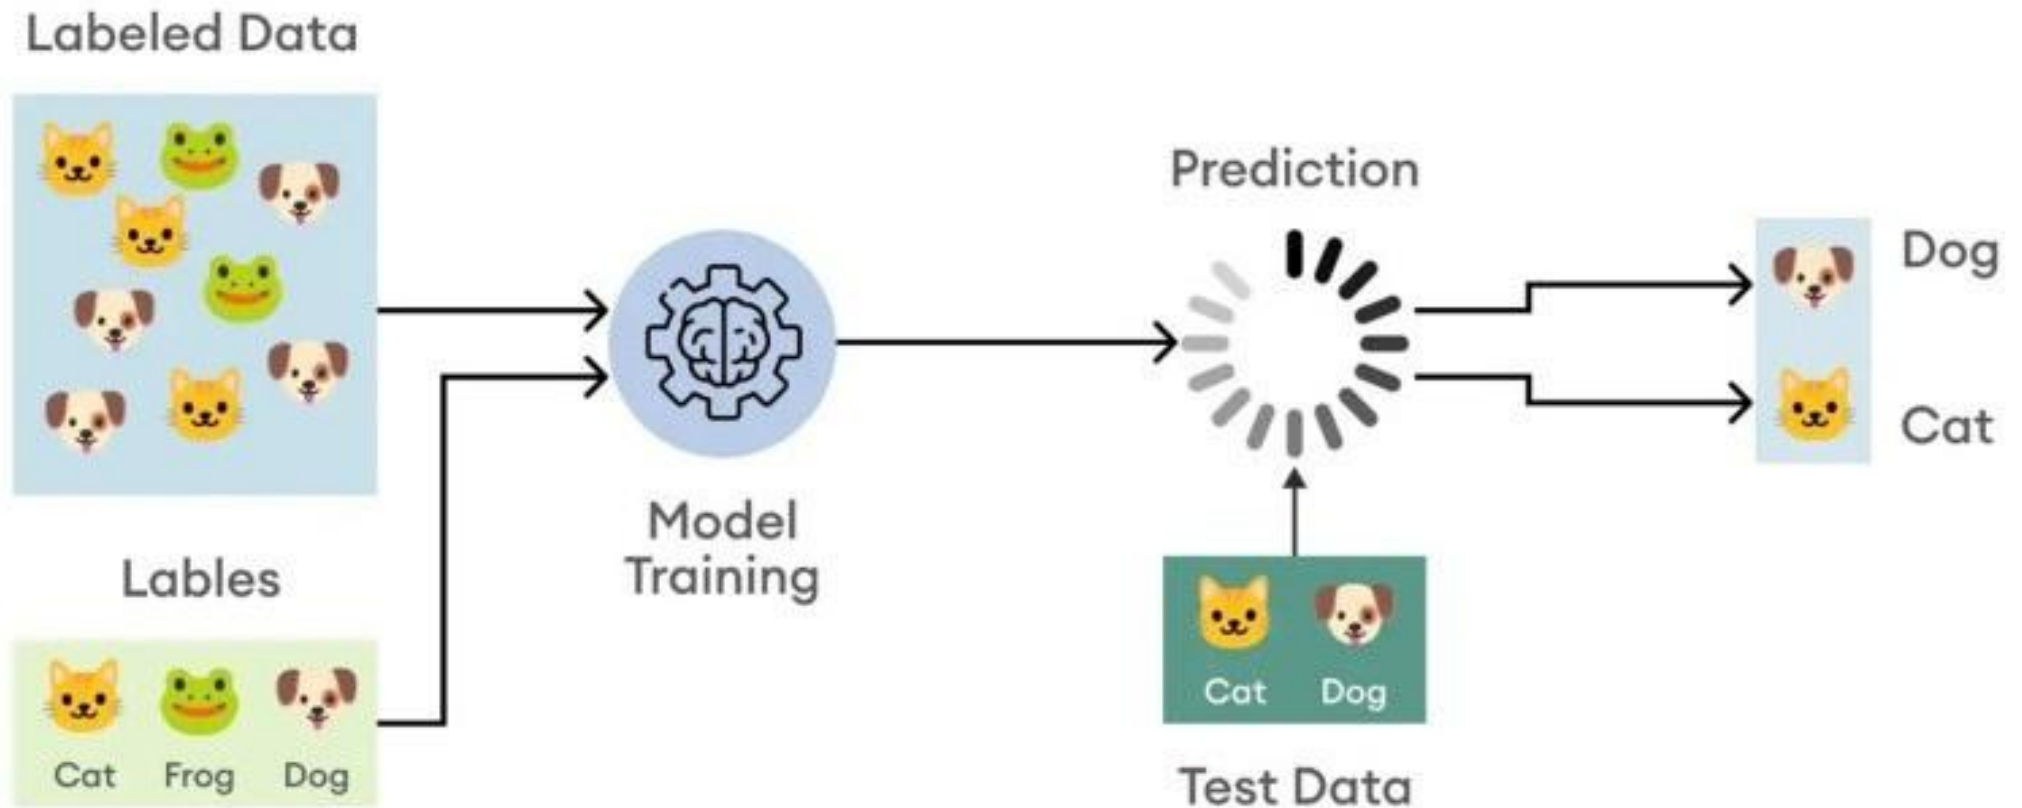 Labeled Data
Lables
Cat Frog Dog
Model
Training
Prediction
Cat Dog
Test Data
Dog
Cat